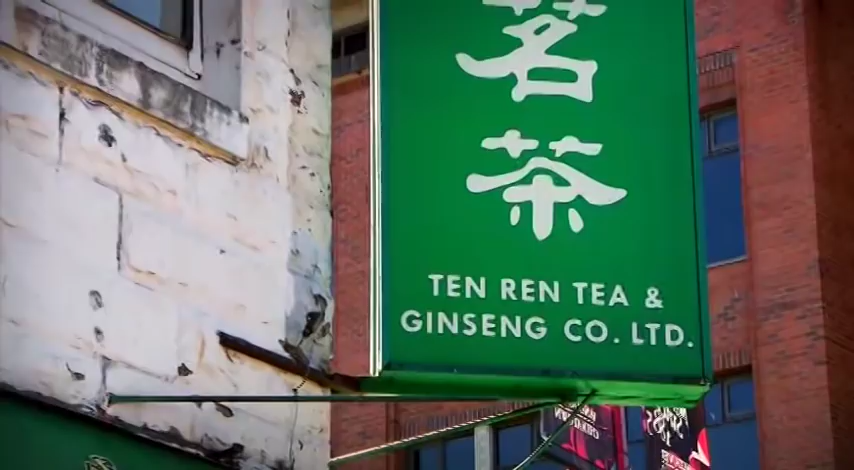 茗
茶
TEN REN TEA &
GINSENG CO. LTD.